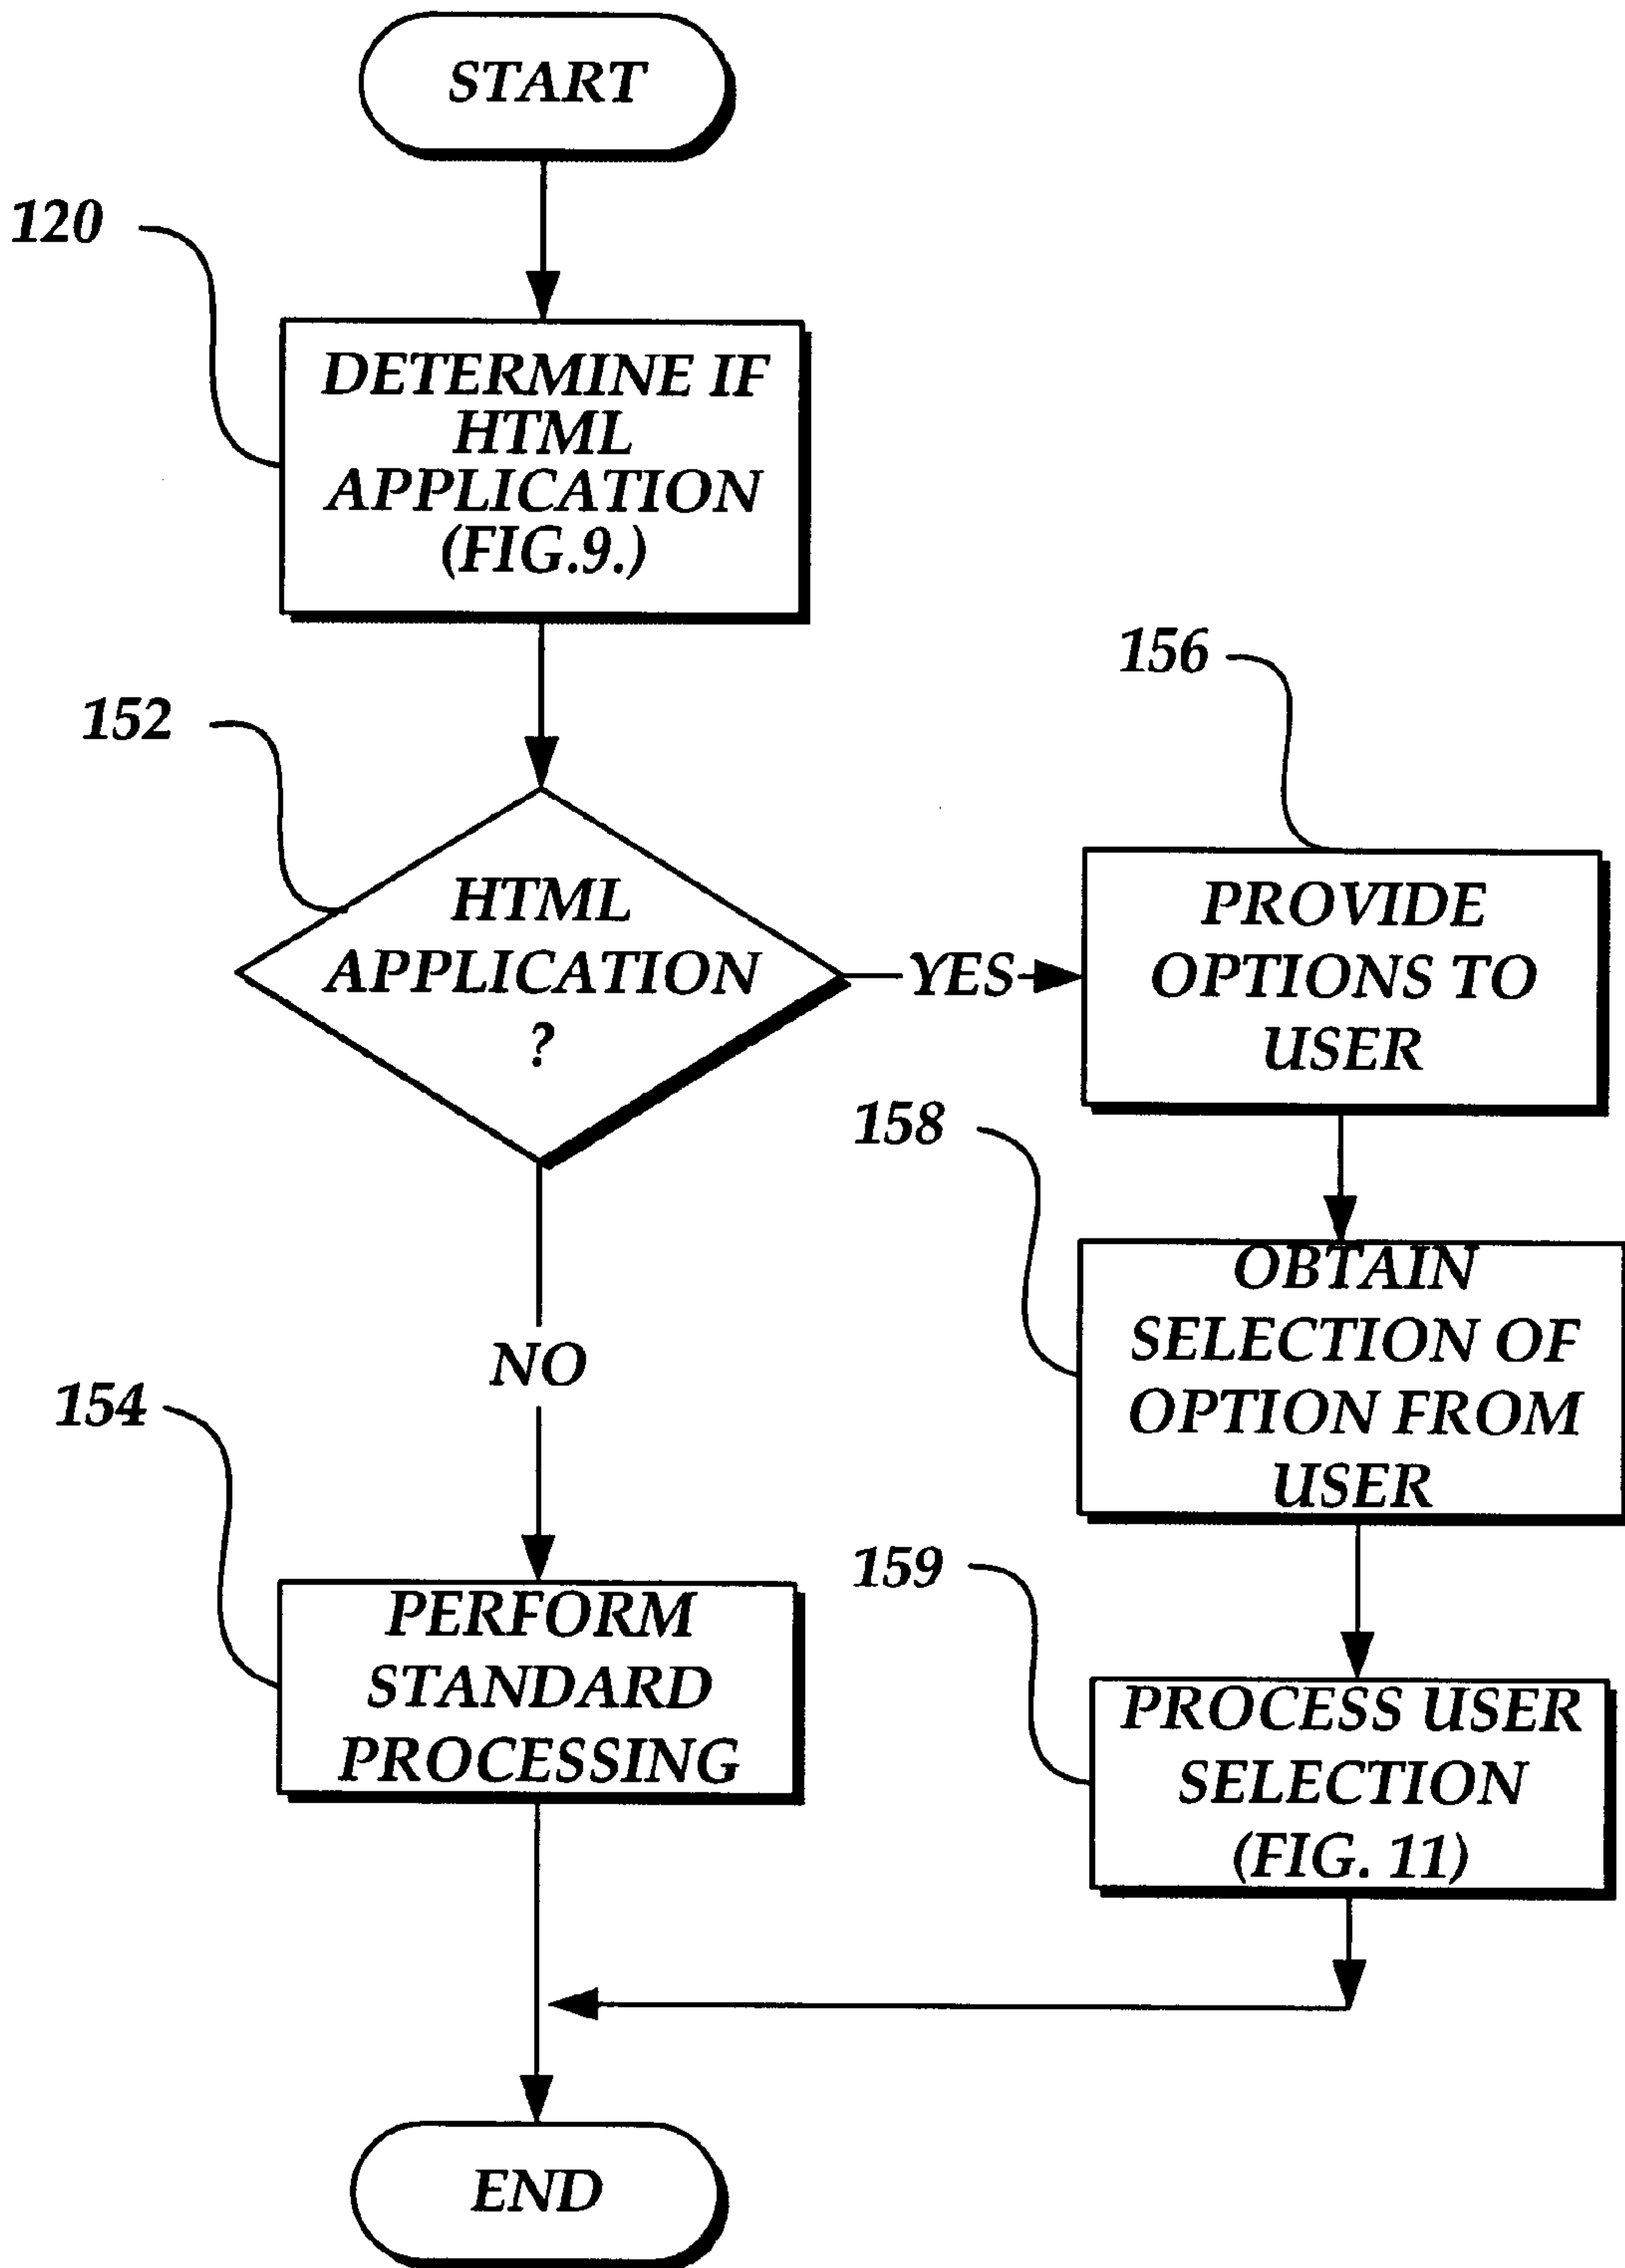 START
120
DETERMINE IF
HTML
APPLICATION
(FIG.9.)
152
HTML
APPLICATION
?
YES
156
PROVIDE
OPTIONS TO
USER
158
OBTAIN
SELECTION OF
OPTION FROM
USER
NO
154
PERFORM
STANDARD
PROCESSING
159
PROCESS USER
SELECTION
(FIG. 11)
END